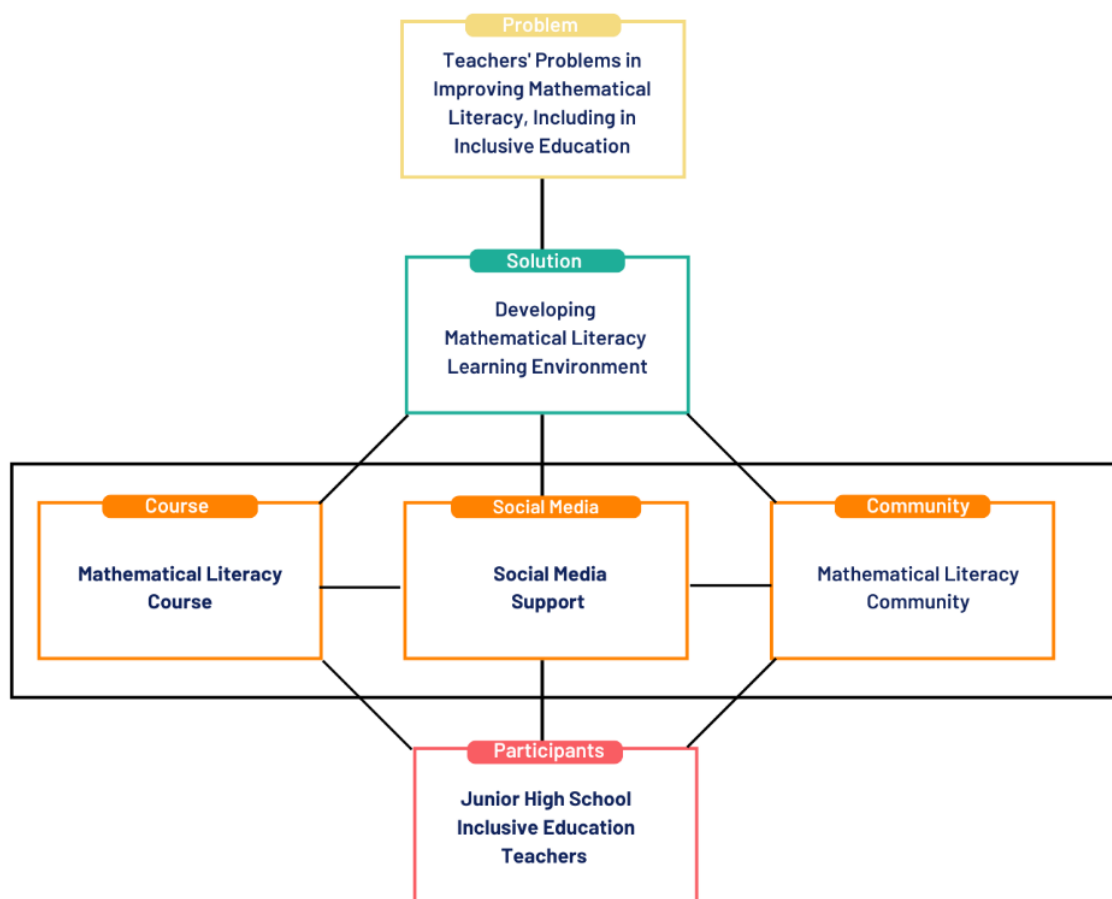 Problem
Teachers' Problems in
Improving Mathematical
Literacy, Including in
Inclusive Education
Solution
Developing
Mathematical Literacy
Learning Environment
Course
Mathematical Literacy
Course
Social Media
Social Media
Support
Community
Mathematical Literacy
Community
Participants
Junior High School
Inclusive Education
Teachers